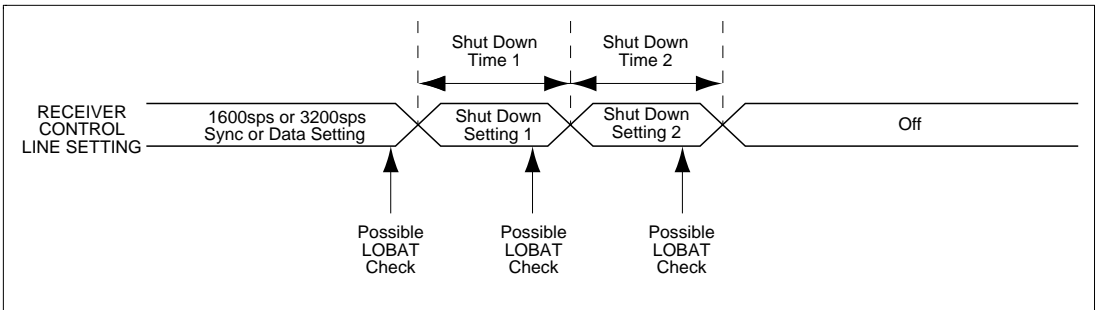 Shut Down
Time 1
Shut Down
Time 2
RECEIVER
CONTROL
LINE SETTING
1600sps or 3200sps
Sync or Data Setting
Shut Down
Setting 1
Shut Down
Setting 2
Off
Possible
LOBAT
Check
Possible
LOBAT
Check
Possible
LOBAT
Check